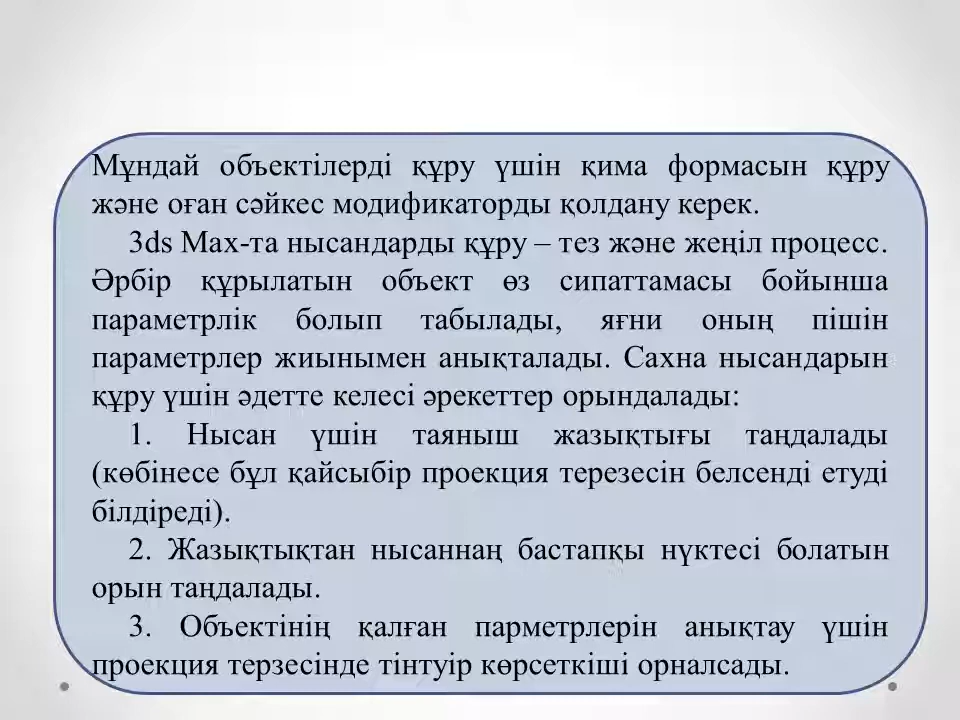 Мұндай объектілерді құру үшін қима формасын құру
және оған сәйкес модификаторды қолдану керек.
3ds Max-та нысандарды құру – тез және жеңіл процесс.
Әрбір құрылатын объект өз сипаттамасы бойынша
параметрлік болып табылады, яғни оның пішін
параметрлер жиынымен анықталады. Сахна нысандарын
құру үшін әдетте келесі әрекеттер орындалады:
1. Нысан үшін таяныш жазықтығы таңдалады
(көбінесе бұл қайсыбір проекция терезесін белсенді етуді
білдіреді).
2. Жазықтықтан нысаннаң бастапқы нүктесі болатын
орын таңдалады.
3. Объектінің қалған парметрлерін анықтау үшін
проекция терзесінде тінтуір көрсеткіші орналсады.